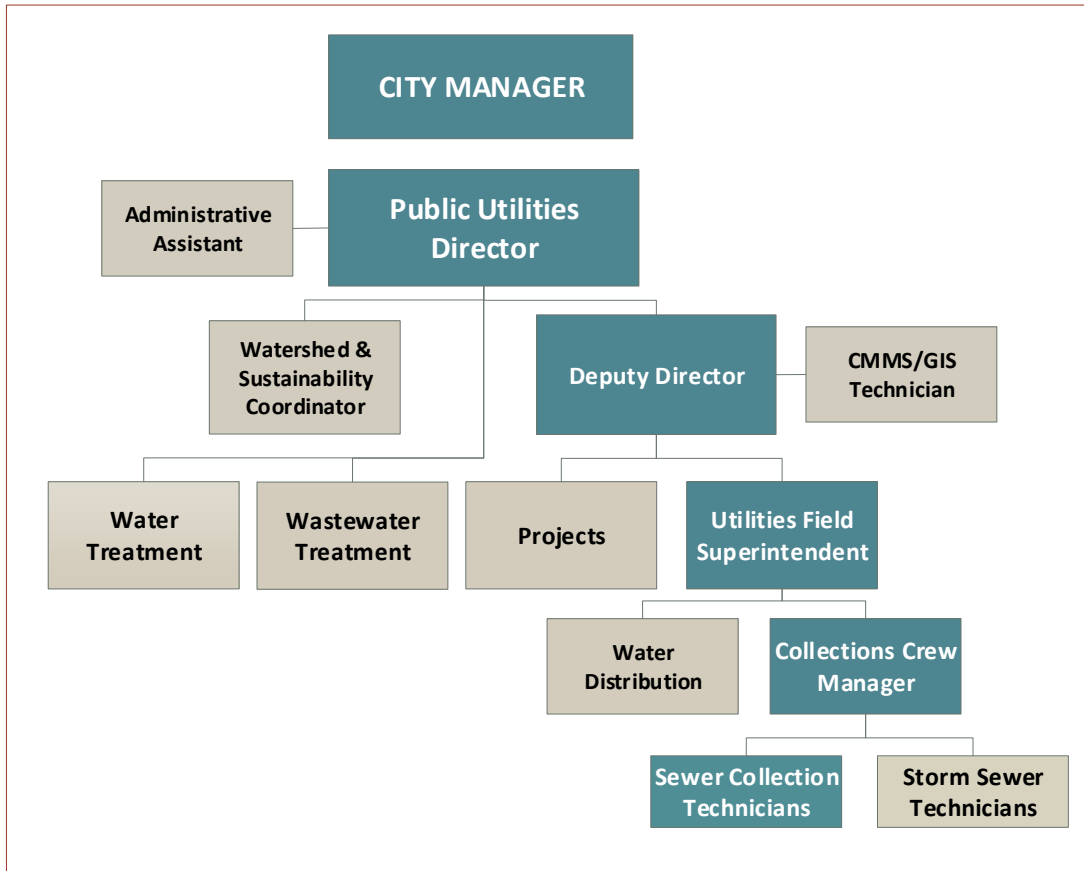 CITY MANAGER
Administrative
Assistant
Public Utilities
Director
Watershed &
Sustainability
Coordinator
Deputy Director
CMMS/GIS
Technician
Water
Treatment
Wastewater
Treatment
Projects
Utilities Field
Superintendent
Water
Distribution
Collections Crew
Manager
Sewer Collection
Technicians
Storm Sewer
Technicians